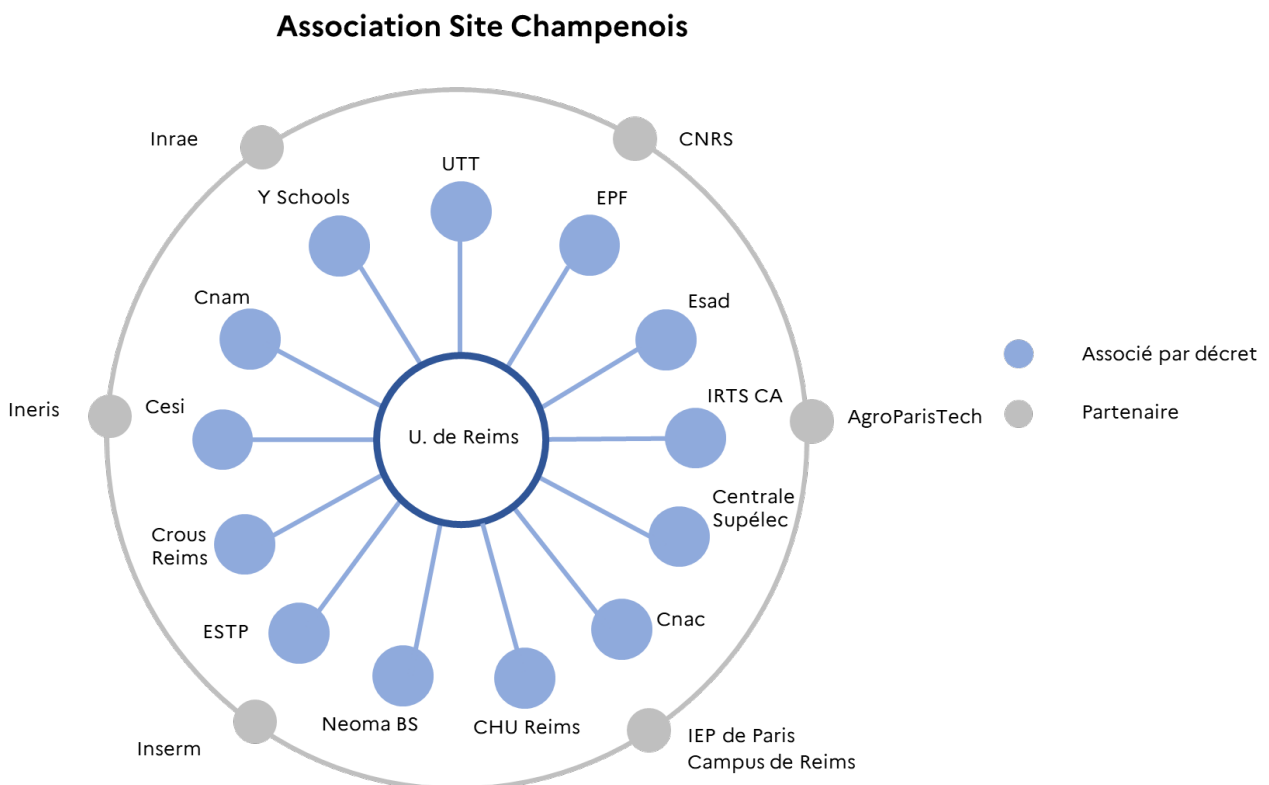 Association Site Champenois
Inrae
CNRS
UTT
Y Schools
EPF
Cnam
Esad
Associé par décret
Ineris
Cesi
IRTS CA
AgroParisTech
Partenaire
U. de Reims
Centrale
Supélec
Crous
Reims
Cnac
ESTP
Neoma BS
CHU Reims
Inserm
IEP de Paris
Campus de Reims